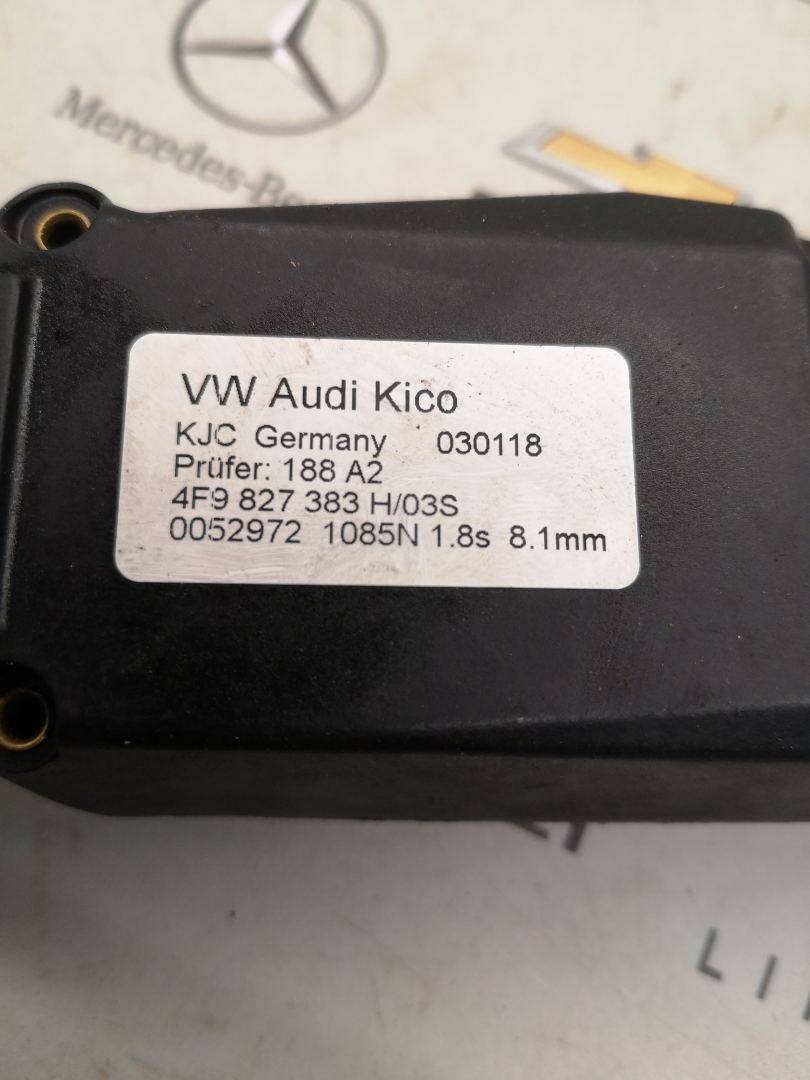 Mercedes-Be
VW Audi Kico
KJC Germany 030118
Prüfer: 188 A2
4F9 827 383 H/03S
0052972 1085N 1.8s 8.1mm
LI